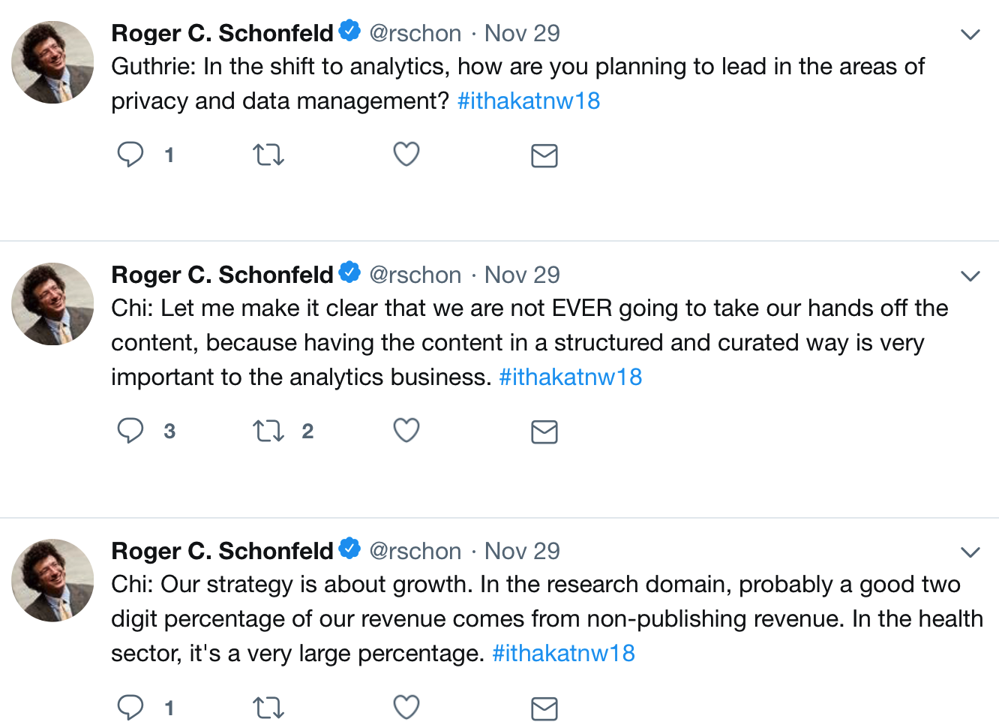 Roger C. Schonfeld @rschon · Nov 29
Guthrie: In the shift to analytics, how are you planning to lead in the areas of
privacy and data management? #ithakatnw18
1
Roger C. Schonfeld @rschon · Nov 29
Chi: Let me make it clear that we are not EVER going to take our hands off the
content, because having the content in a structured and curated way is very
important to the analytics business. #ithakatnw18
3 2
Roger C. Schonfeld @rschon · Nov 29
Chi: Our strategy is about growth. In the research domain, probably a good two
digit percentage of our revenue comes from non-publishing revenue. In the health
sector, it's a very large percentage. #ithakatnw18
1